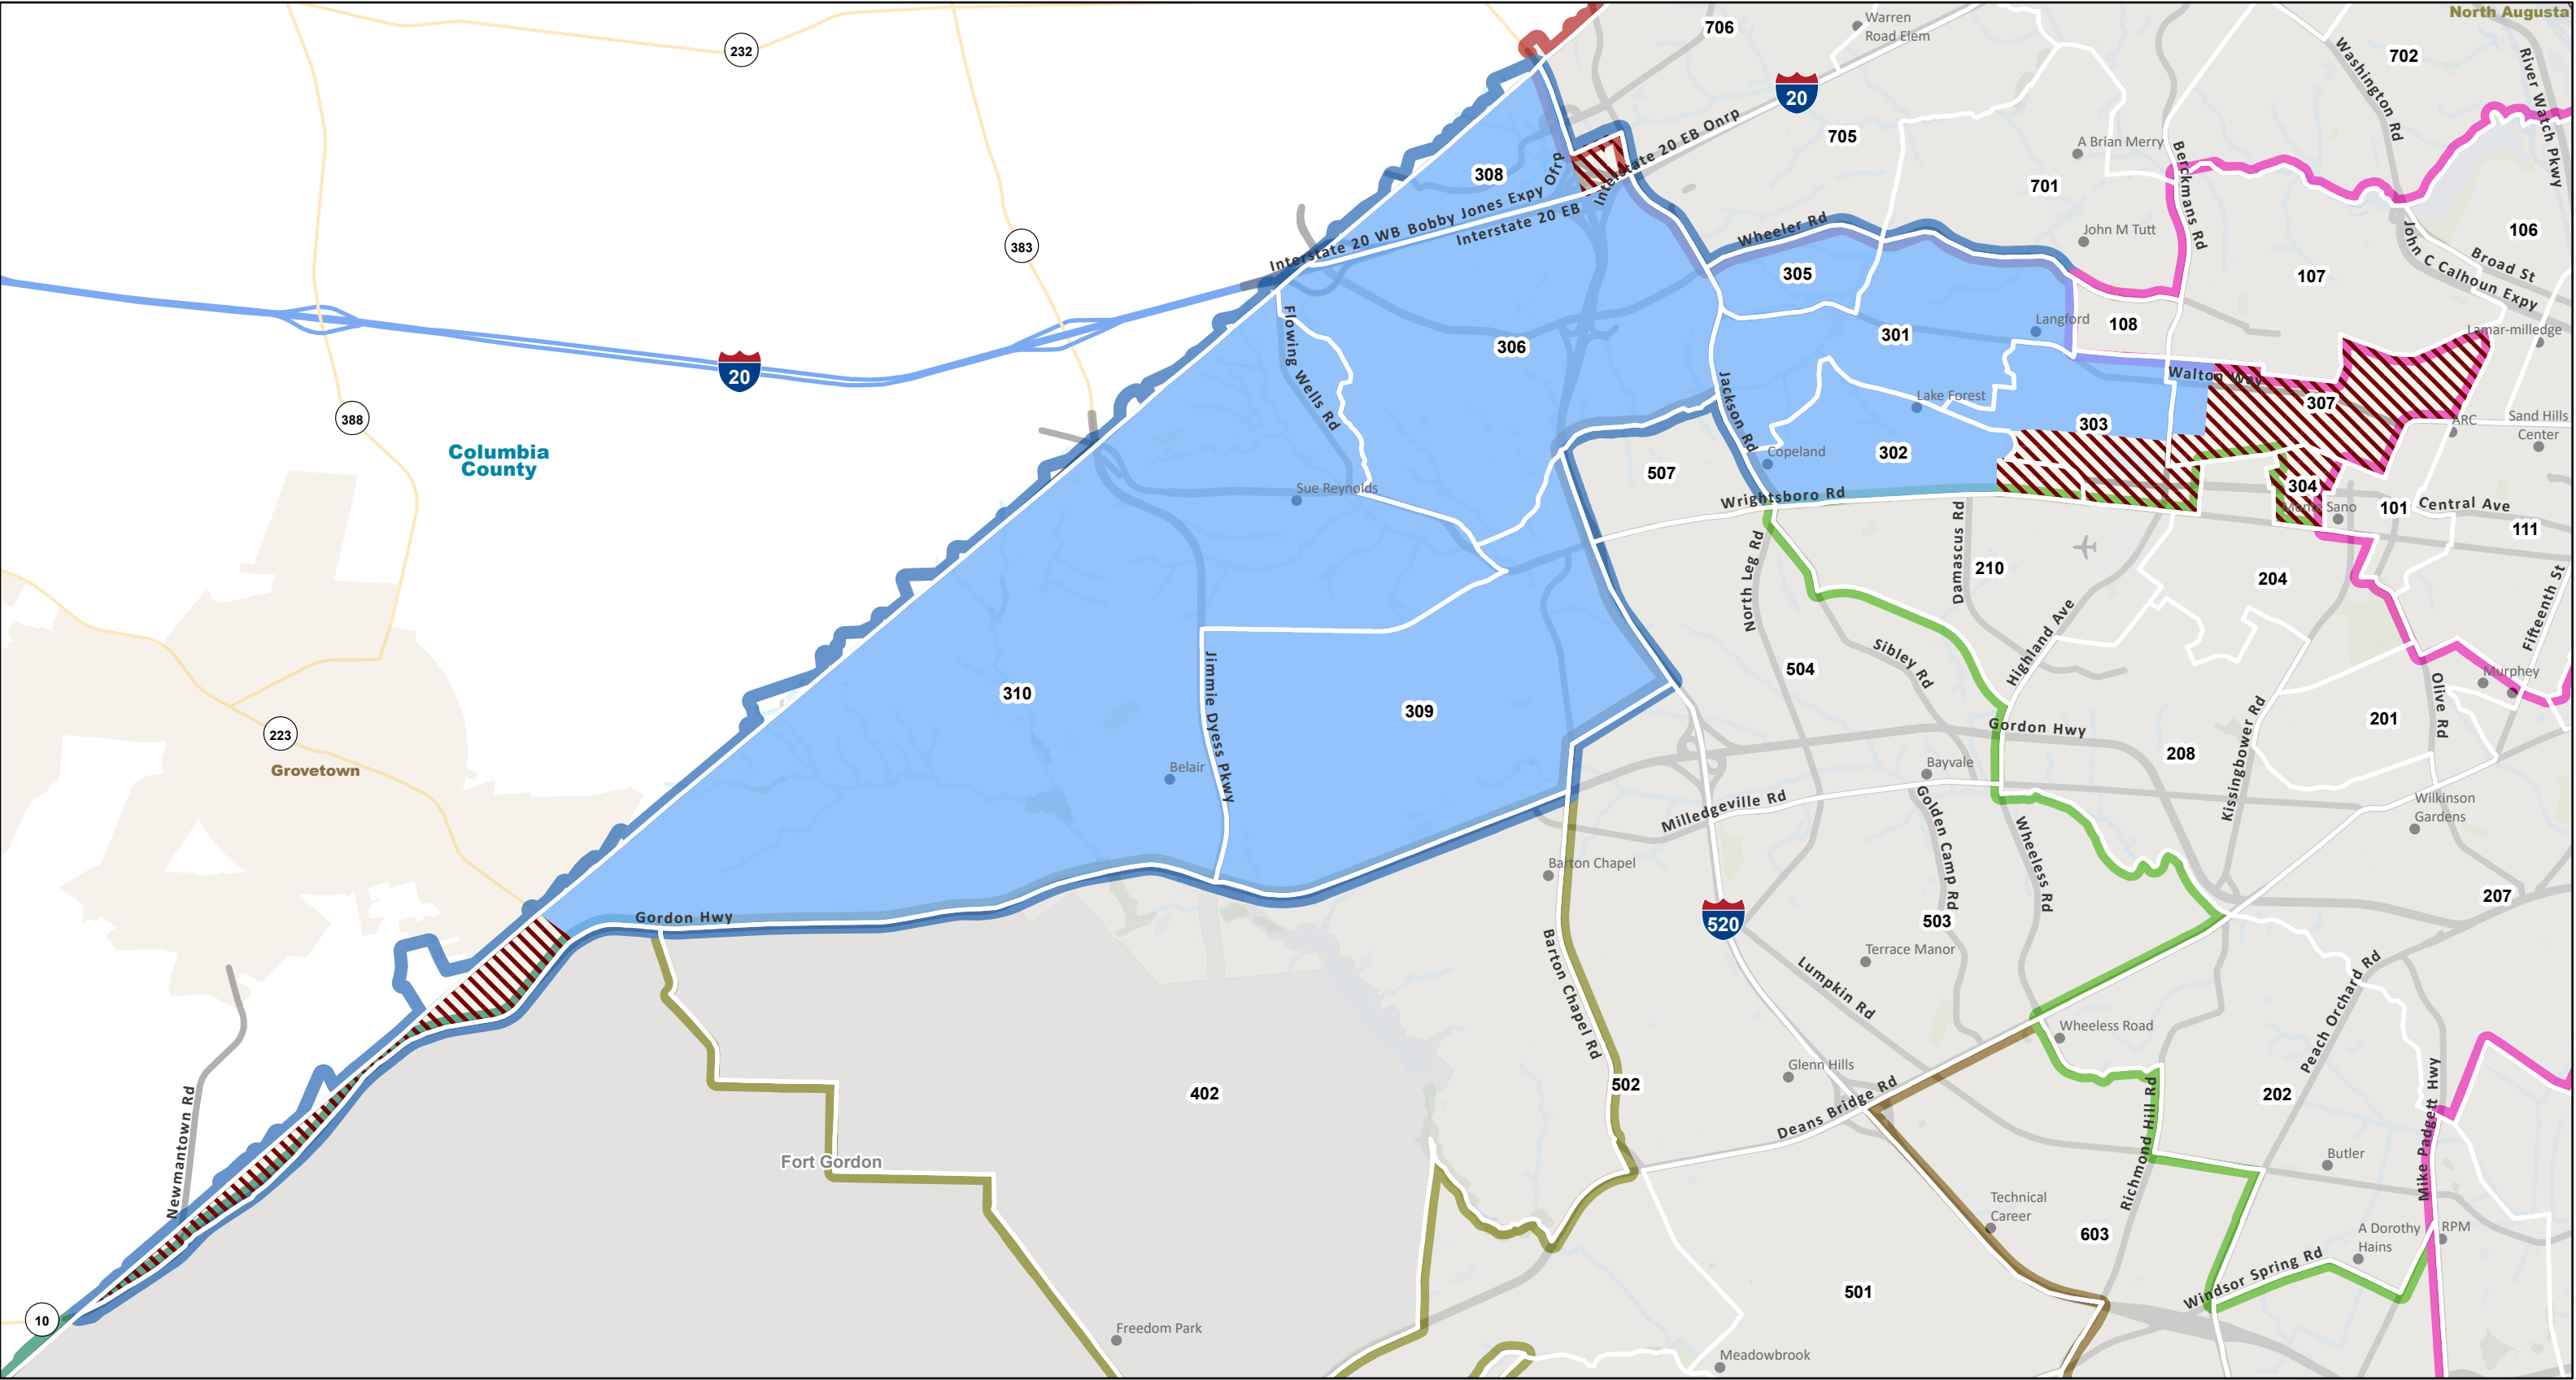 North Augusta
706
Warren
Road Elem
232
702
Washington Rd
River Watch Pkwy
20
Interstate 20 EB Onrp
705
A Brian Merry
Berckmans Rd
308
Interstate 20 WB Bobby Jones Expy Ofrd
701
Interstate 20 EB
383
Wheeler Rd
John M Tutt
106
John C Calhoun Expy
Broad St
305
107
Flowing Wells Rd
306
301
Langford
108
Lamar-milledge
20
Walton Way
388
Jackson Rd
Lake Forest
307
ARC
Sand Hills
Center
303
Columbia
County
Copeland
302
507
Sue Reynolds
Wrightsboro Rd
304
Monte Sano
101
Central Ave
111
North Leg Rd
Damascus Rd
210
204
Fifteenth St
Highland Ave
Sibley Rd
504
Jimmie Dyess Pkwy
Murphey
310
309
Olive Rd
201
Gordon Hwy
Kissingbower Rd
208
223
Grovetown
Belair
Bayvale
Milledgeville Rd
Golden Camp Rd
Wheeless Rd
Wilkinson
Gardens
Barton Chapel
207
Gordon Hwy
520
503
Barton Chapel Rd
Terrace Manor
Lumpkin Rd
Peach Orchard Rd
Wheeless Road
Newmantown Rd
Glenn Hills
402
502
Deans Bridge Rd
Richmond Hill Rd
202
Mike Padgett Hwy
Fort Gordon
Butler
Technical
Career
603
A Dorothy
Hains
RPM
Windsor Spring Rd
501
10
Freedom Park
Meadowbrook